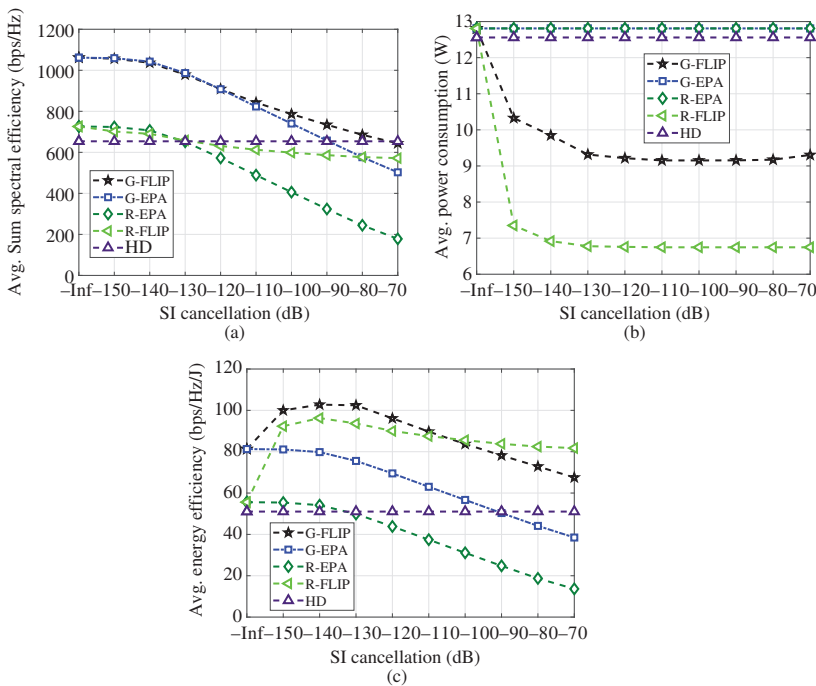 Avg. Sum spectral efficiency (bps/Hz)
1200
1000
800
600
400
200
0
G-FLIP
G-EPA
R-EPA
R-FLIP
HD
–Inf–150–140–130–120–110–100–90–80–70
SI cancellation (dB)
(a)
Avg. power consumption (W)
13
12
11
10
9
8
7
6
G-FLIP
G-EPA
R-EPA
R-FLIP
HD
–Inf–150–140–130–120–110–100–90–80–70
SI cancellation (dB)
(b)
Avg. energy efficiency (bps/Hz/J)
120
100
80
60
40
20
0
G-FLIP
G-EPA
R-EPA
R-FLIP
HD
–Inf–150–140–130–120–110–100–90–80–70
SI cancellation (dB)
(c)